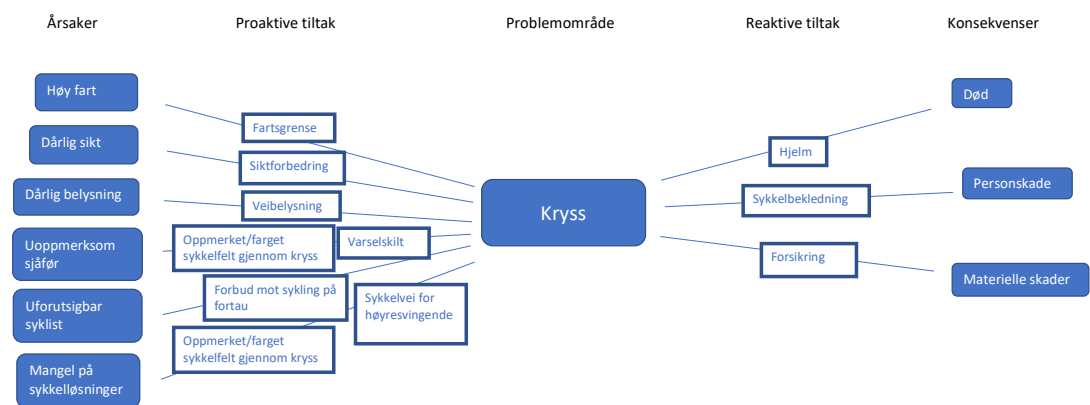 Årsaker
Proaktive tiltak
Problemområde
Reaktive tiltak
Konsekvenser
Høy fart
Dårlig sikt
Dårlig belysning
Uoppmerksom
sjåfør
Uforutsigbar
syklist
Mangel på
sykkelløsninger
Fartsgrense
Siktforbedring
Veibelysning
Oppmerket/farget
sykkelfelt gjennom kryss
Varselskilt
Forbud mot sykling på
fortau
Sykkelvei for
høyresvingende
Oppmerket/farget
sykkelfelt gjennom kryss
Kryss
Hjelm
Sykkelbekledning
Forsikring
Død
Personskade
Materielle skader